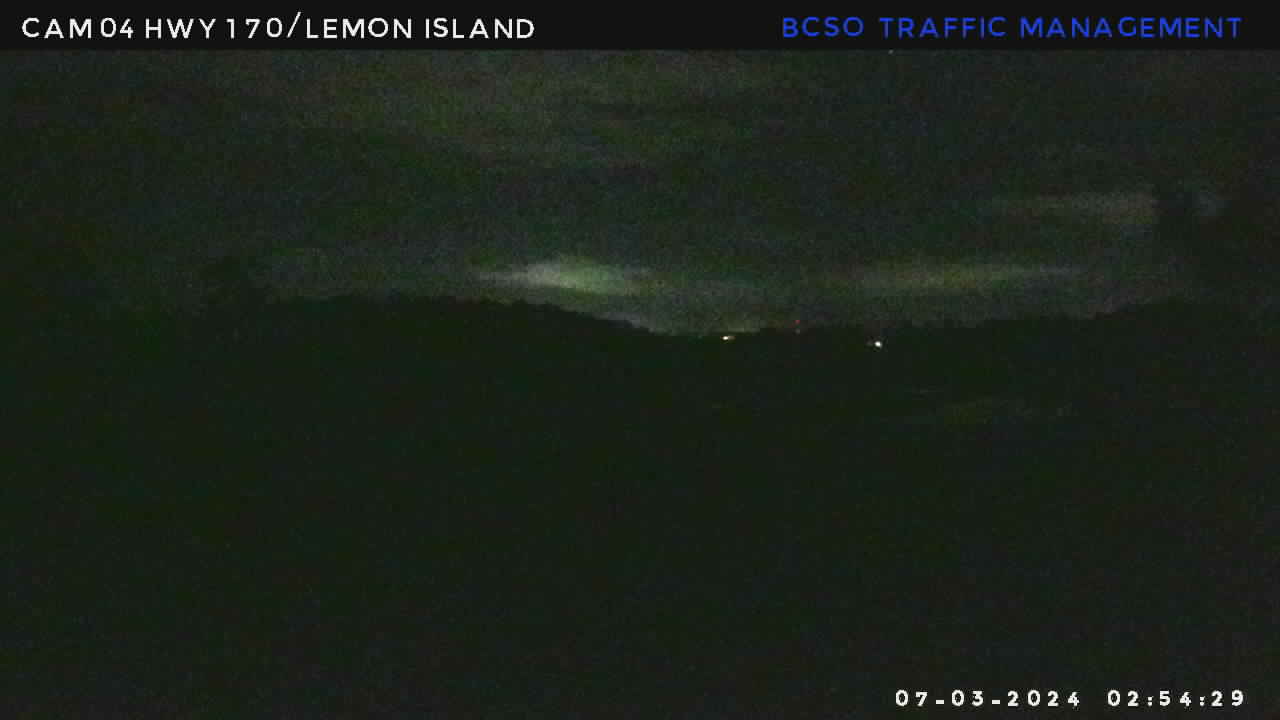 CAM04 HWY 170/LEMON ISLAND
BCSO TRAFFIC MANAGEMENT
07-03-2024 02:54:29